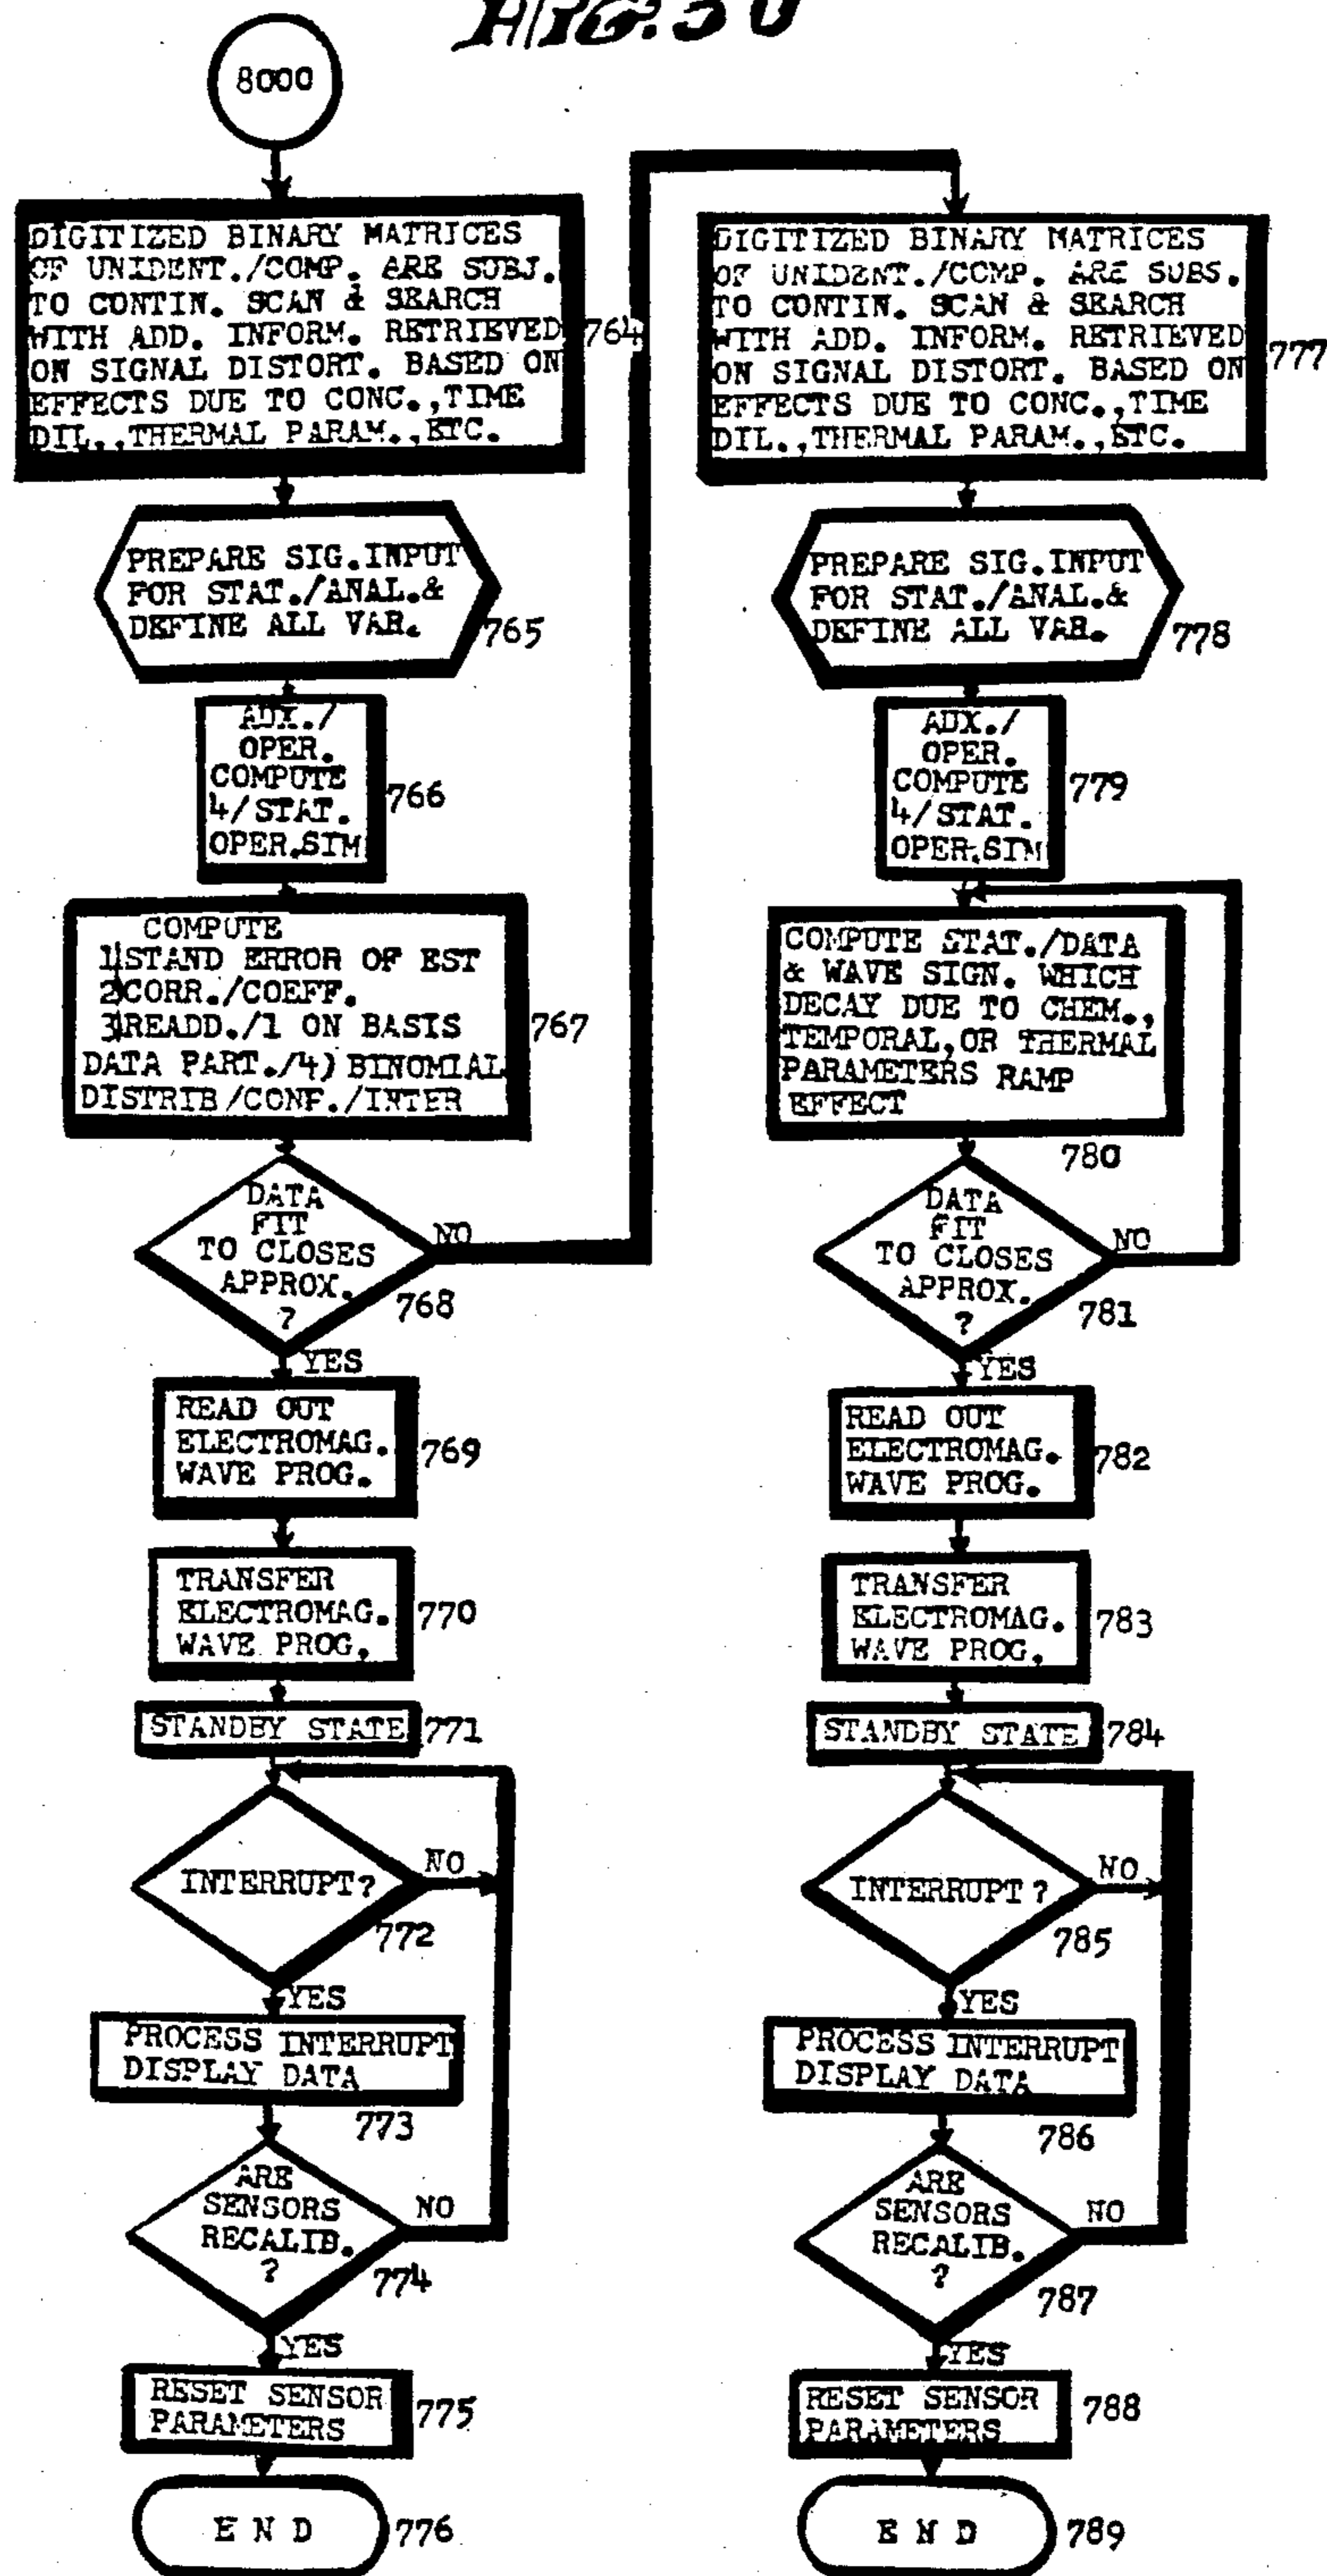 8000
DIGITIZED BINARY MATRICES
OF UNIDENT./COMP. ARE SUBJ.
TO CONTIN. SCAN & SEARCH
WITH ADD. INFORM. RETRIEVED
ON SIGNAL DISTORT. BASED ON
EFFECTS DUE TO CONC.,TIME
DIL.,THERMAL PARAM.,ETC.
764
PREPARE SIG.INPUT
FOR STAT./ANAL.&
DEFINE ALL VAR.
765
AUX./
OPER.
COMPUTE
4/STAT.
OPER.SIM
766
COMPUTE
1)STAND ERROR OF EST
2)CORR./COEFF.
3)READD./1 ON BASIS
DATA PART./4) BINOMIAL
DISTRIB/CONF./INTER
767
DATA
FIT
TO CLOSES
APPROX.
?
NO
768
YES
READ OUT
ELECTROMAG.
WAVE PROG.
769
TRANSFER
ELECTROMAG.
WAVE PROG.
770
STANDBY STATE
771
INTERRUPT?
NO
772
YES
PROCESS INTERRUPT
DISPLAY DATA
773
ARE
SENSORS
RECALIB.
?
NO
774
YES
RESET SENSOR
PARAMETERS
775
E N D
776
DIGITIZED BINARY MATRICES
OF UNIDENT./COMP. ARE SUBS.
TO CONTIN. SCAN & SEARCH
WITH ADD. INFORM. RETRIEVED
ON SIGNAL DISTORT. BASED ON
EFFECTS DUE TO CONC.,TIME
DIL.,THERMAL PARAM.,ETC.
777
PREPARE SIG.INPUT
FOR STAT./ANAL.&
DEFINE ALL VAR.
778
AUX./
OPER.
COMPUTE
4/STAT.
OPER.SIM
779
COMPUTE STAT./DATA
& WAVE SIGN. WHICH
DECAY DUE TO CHEM.,
TEMPORAL,OR THERMAL
PARAMETERS RAMP
EFFECT
780
DATA
FIT
TO CLOSES
APPROX.
?
NO
781
YES
READ OUT
ELECTROMAG.
WAVE PROG.
782
TRANSFER
ELECTROMAG.
WAVE PROG.
783
STANDBY STATE
784
INTERRUPT?
NO
785
YES
PROCESS INTERRUPT
DISPLAY DATA
786
ARE
SENSORS
RECALIB.
?
NO
787
YES
RESET SENSOR
PARAMETERS
788
E N D
789